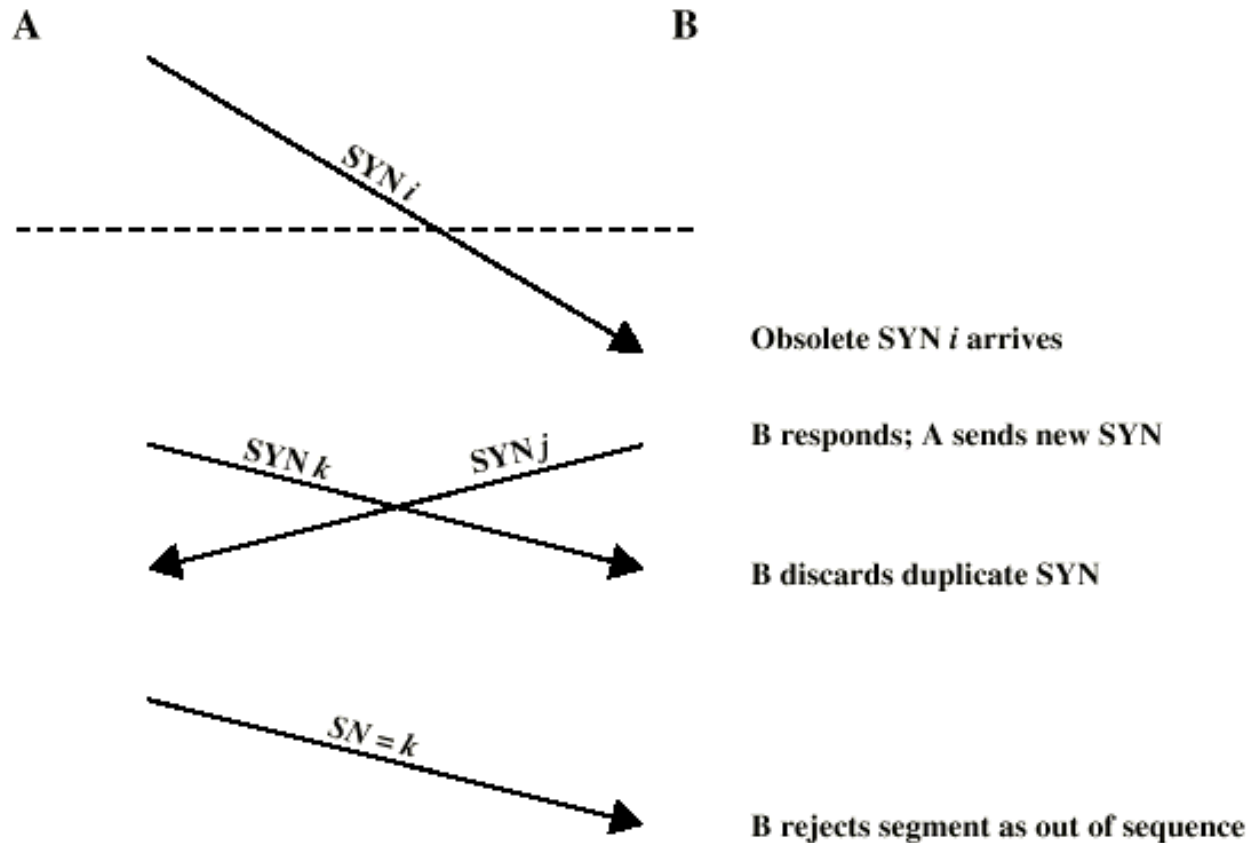 A
B
SYN i
Obsolete SYN i arrives
B responds; A sends new SYN
SYN k
SYN j
B discards duplicate SYN
SN = k
B rejects segment as out of sequence